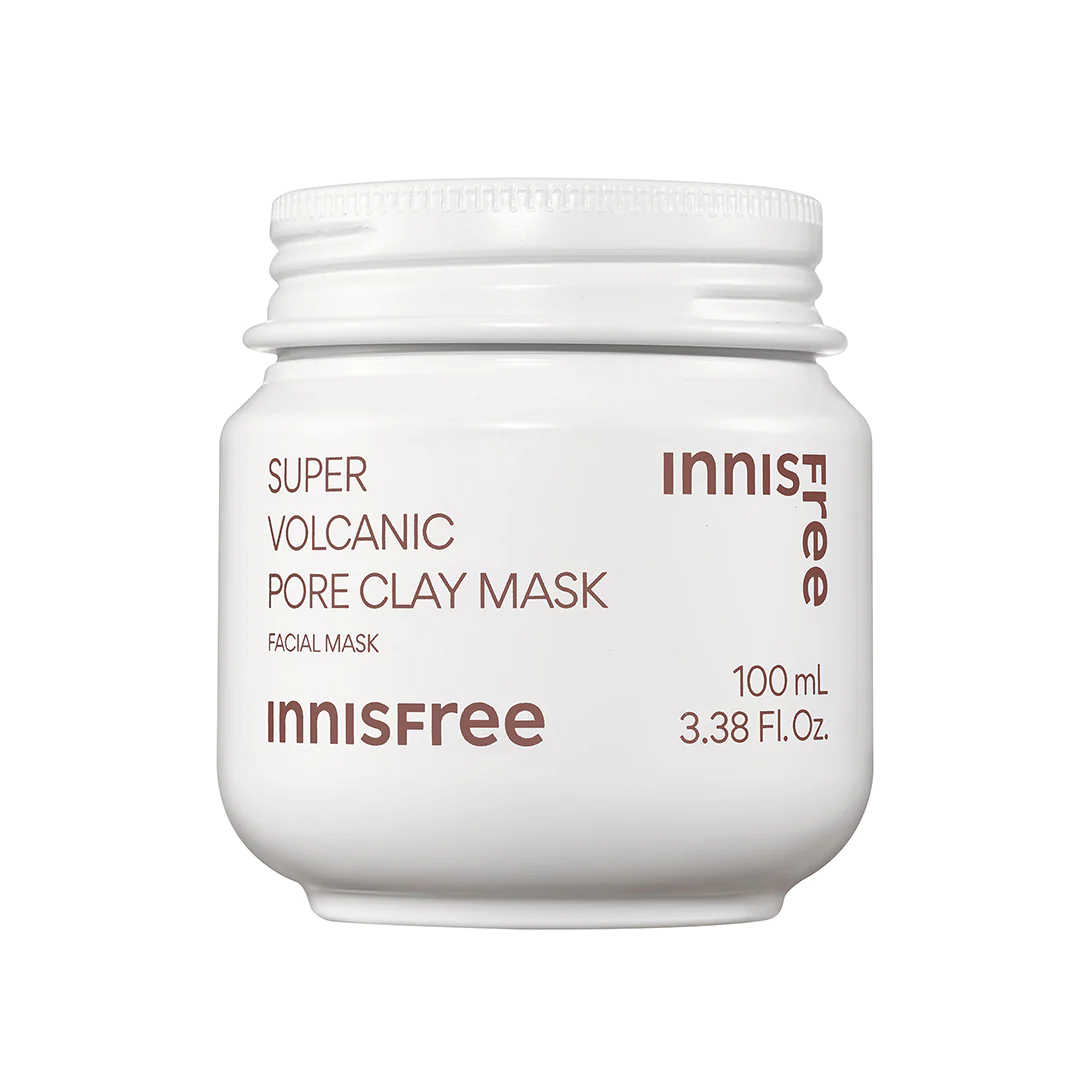 SUPER
VOLCANIC
PORE CLAY MASK
FACIAL MASK
INNISFREE
INNISFREE
100 mL
3.38 Fl. Oz.